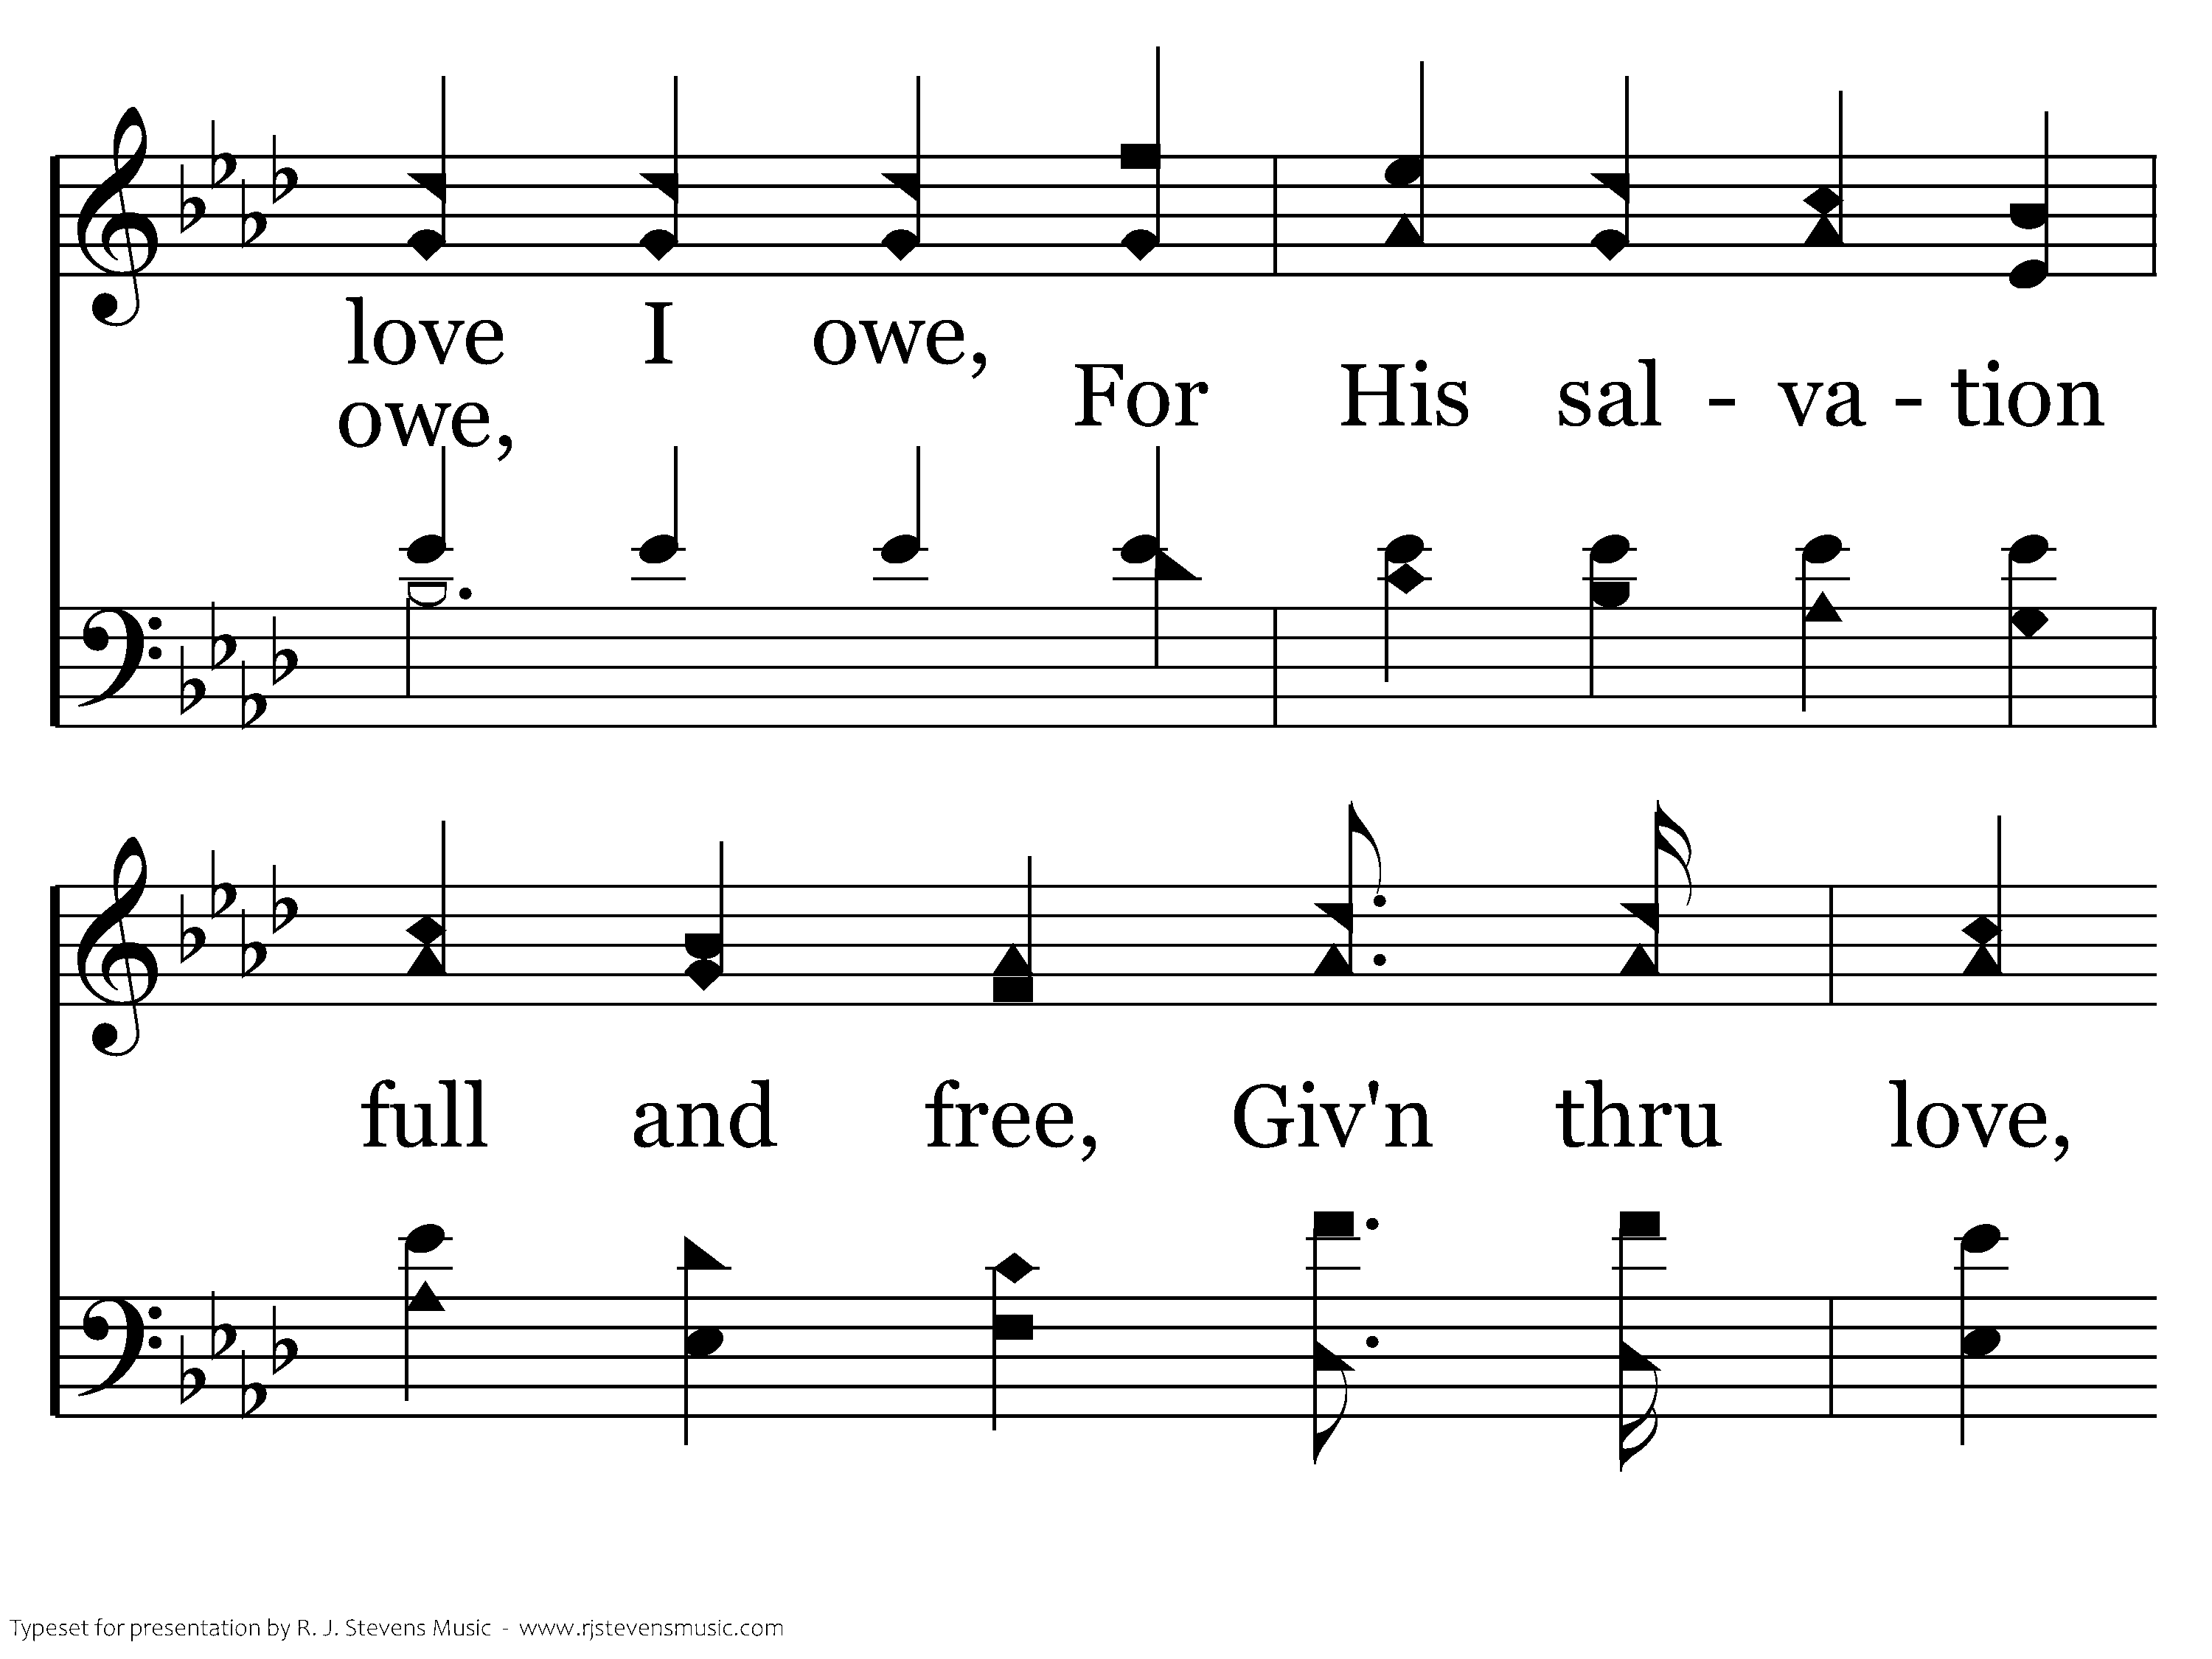 love I owe,
owe, For His sal - va - tion
full and free, Giv'n thru love,
Typeset for presentation by R. J. Stevens Music - www.rjstevensmusic.com